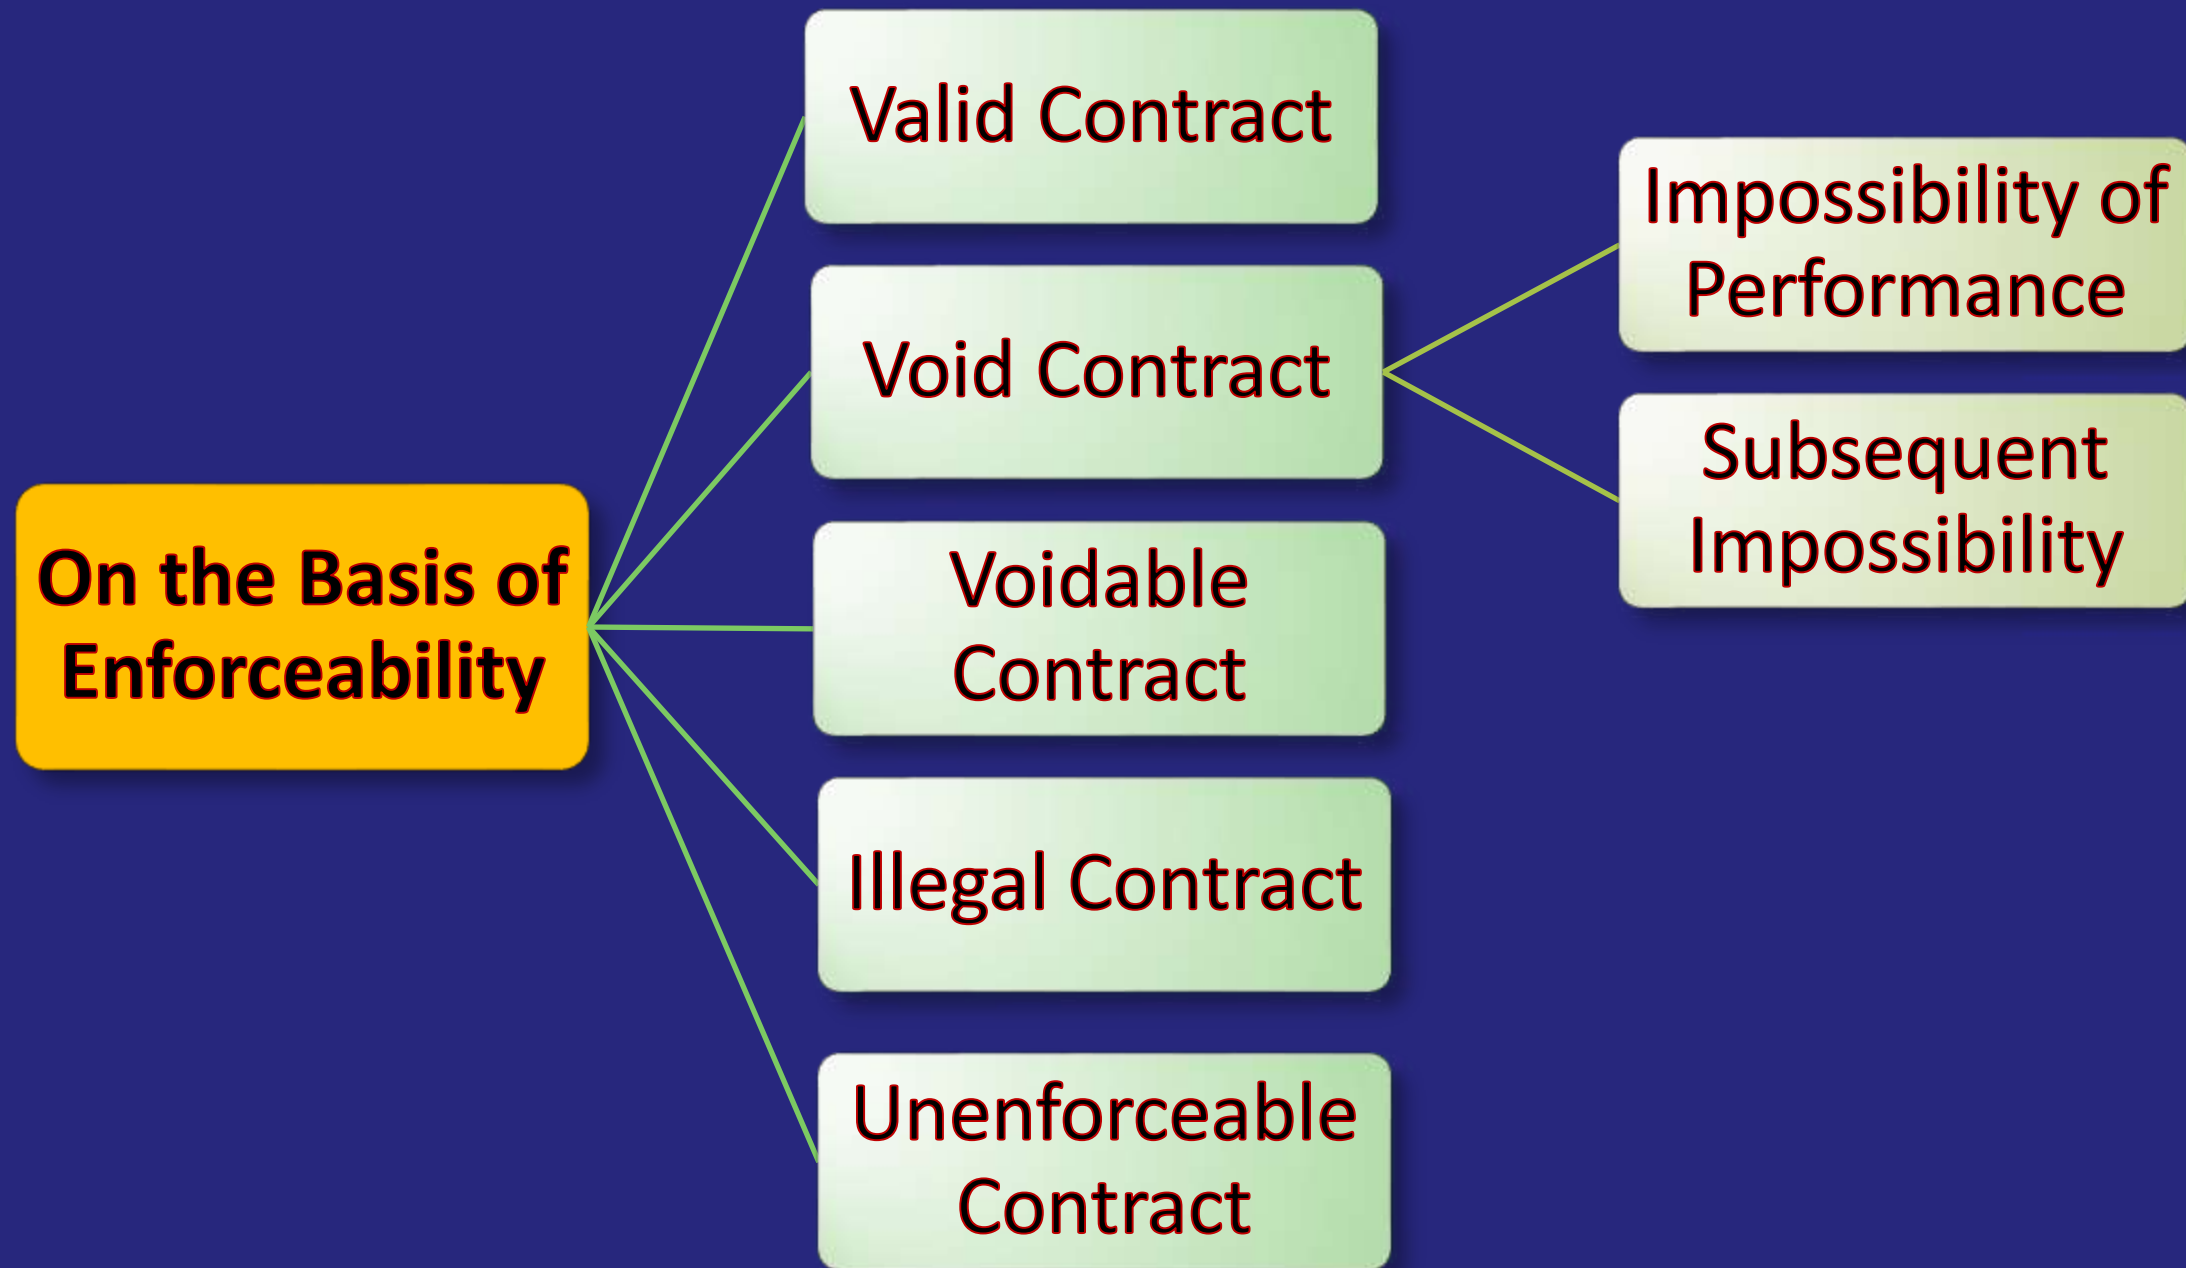 On the Basis of
Enforceability
Valid Contract
Void Contract
Voidable
Contract
Illegal Contract
Unenforceable
Contract
Impossibility of
Performance
Subsequent
Impossibility